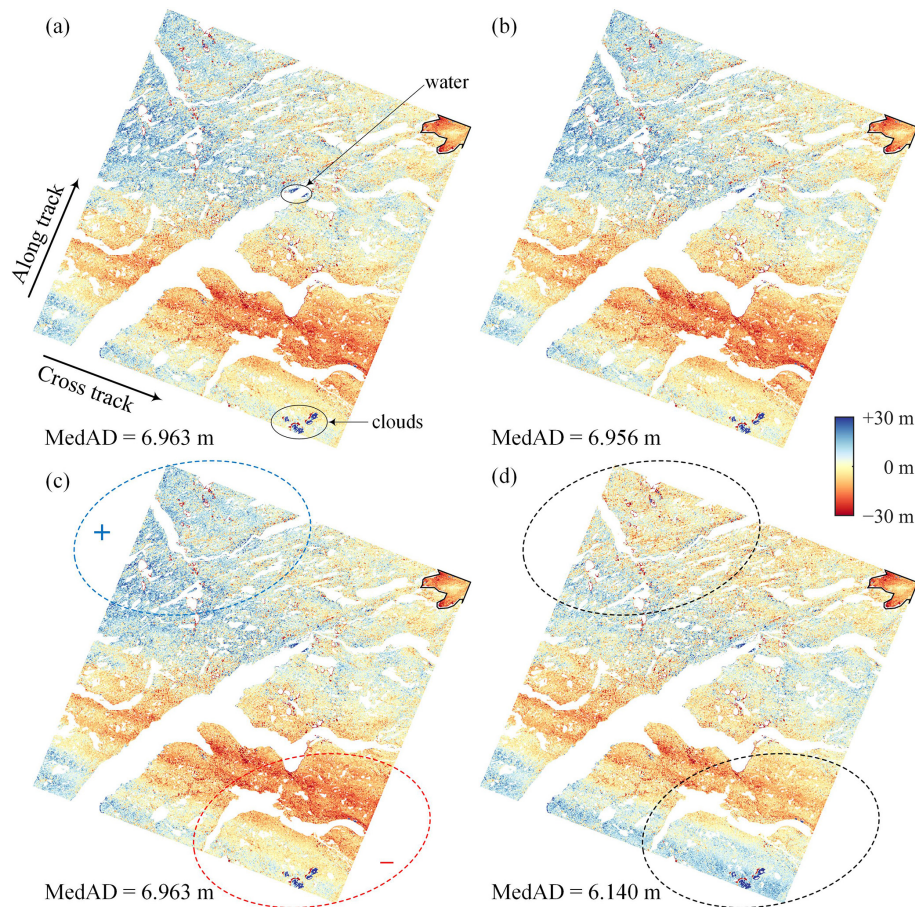 (a)
(b)
water
Along track
Cross track
clouds
MedAD = 6.963 m
MedAD = 6.956 m
+30 m
0 m
−30 m
(c)
(d)
+
−
MedAD = 6.963 m
MedAD = 6.140 m